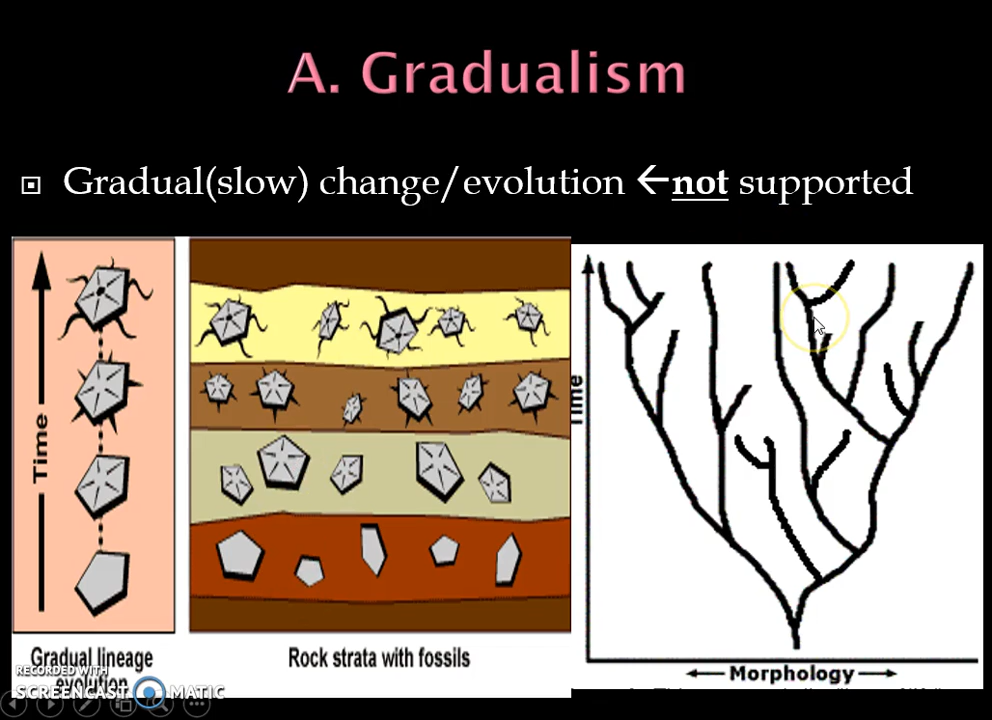 A. Gradualism
Gradual(slow) change/evolution ←not supported
Time
Time
Gradual lineage
evolution
Rock strata with fossils
←Morphology→
RECORDED WITH
SCREENCAST MATIC